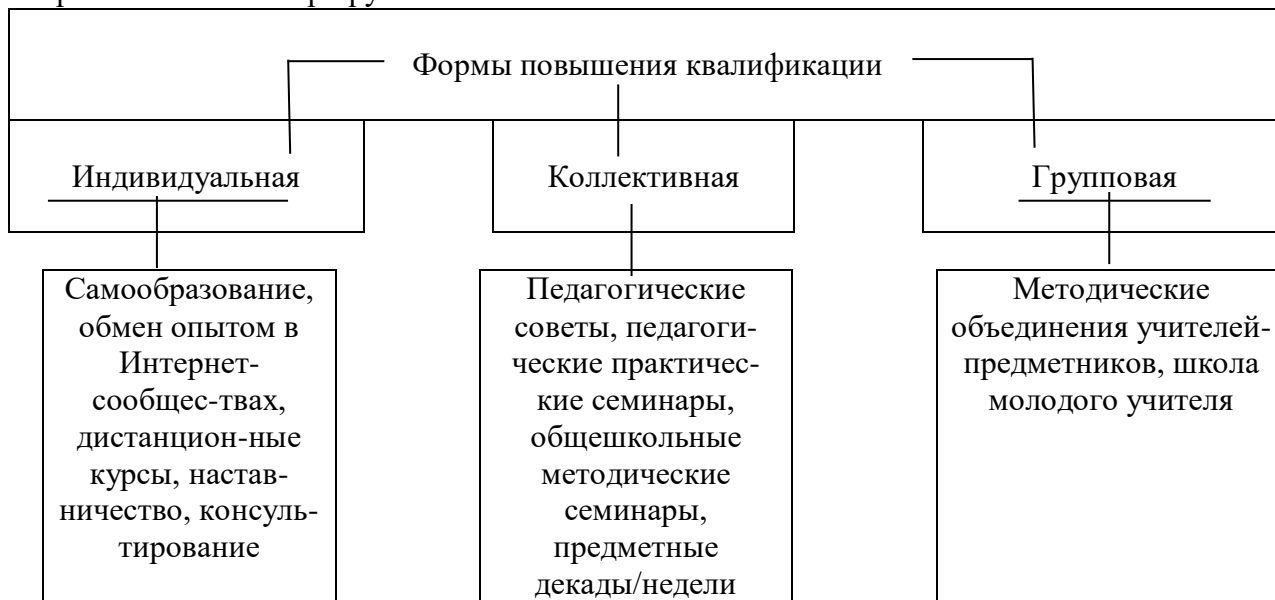 Формы повышения квалификации
Индивидуальная
Коллективная
Групповая
Самообразование,
обмен опытом в
Интернет-
сообщес-твах,
дистанцион-ные
курсы, настав-
ничество, консуль-
тирование
Педагогические
советы, педагоги-
ческие практичес-
кие семинары,
общешкольные
методические
семинары,
предметные
декады/недели
Методические
объединения учителей-
предметников, школа
молодого учителя